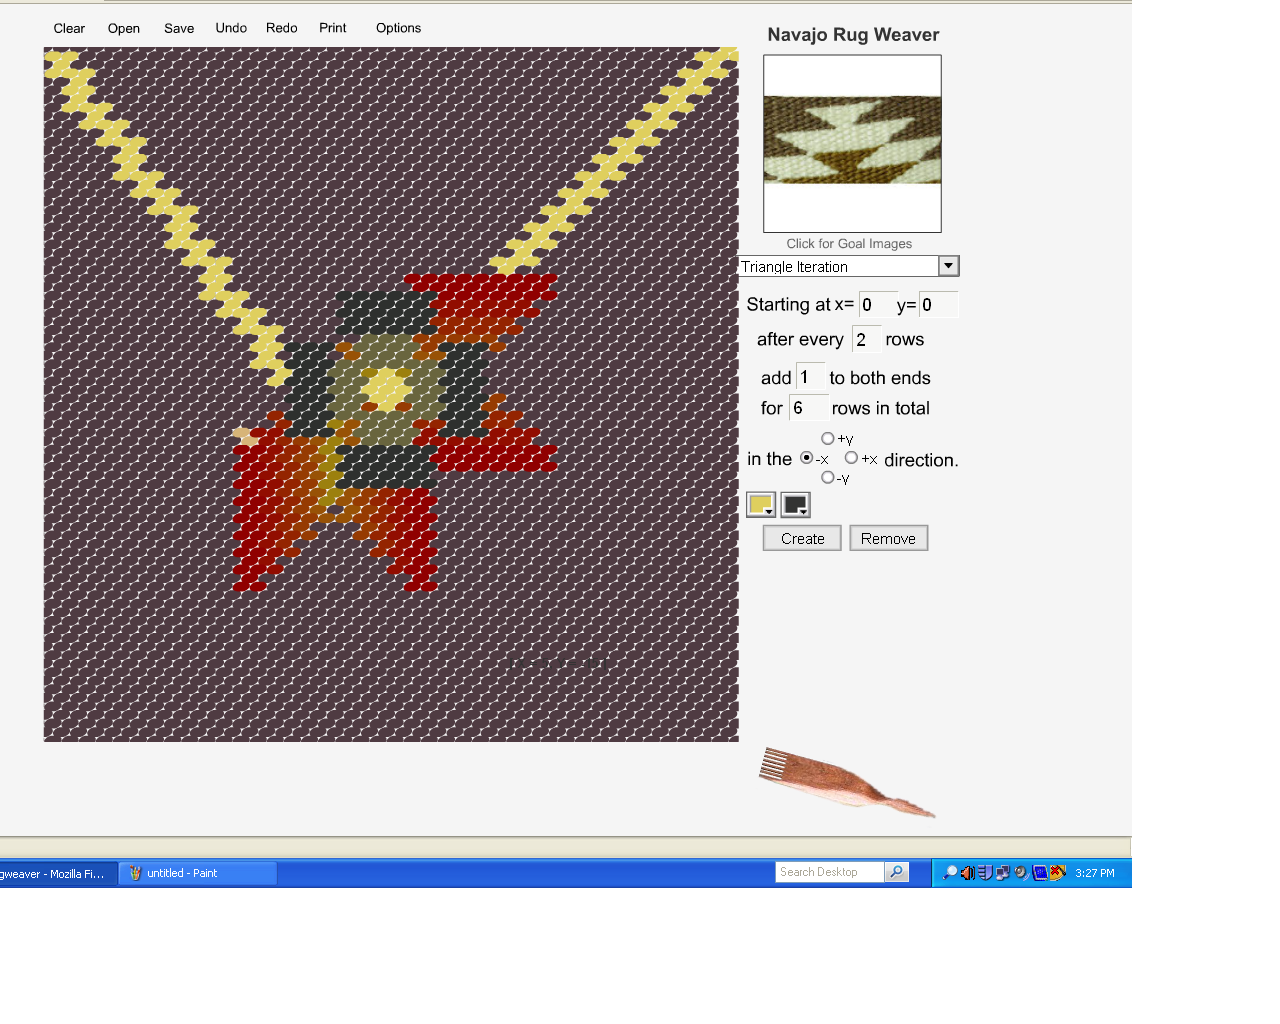 Clear Open Save Undo Redo Print Options
Navajo Rug Weaver
Click for Goal Images
Triangle Iteration
Starting at x= 0 y= 0
after every 2 rows
add 1 to both ends
for 6 rows in total
+y
in the -x +x direction.
-y
Create Remove
gweaver - Mozilla Fi... untitled - Paint Search Desktop 3:27 PM